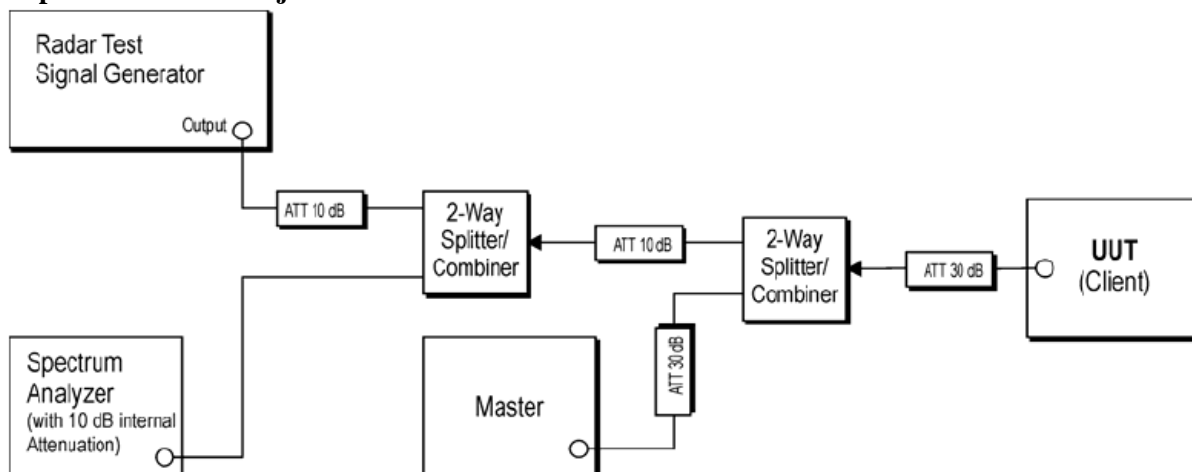 Radar Test
Signal Generator
Output
ATT 10 dB
2-Way
Splitter/
Combiner
ATT 10 dB
2-Way
Splitter/
Combiner
ATT 30 dB
UUT
(Client)
Spectrum
Analyzer
(with 10 dB internal
Attenuation)
Master
ATT 30 dB